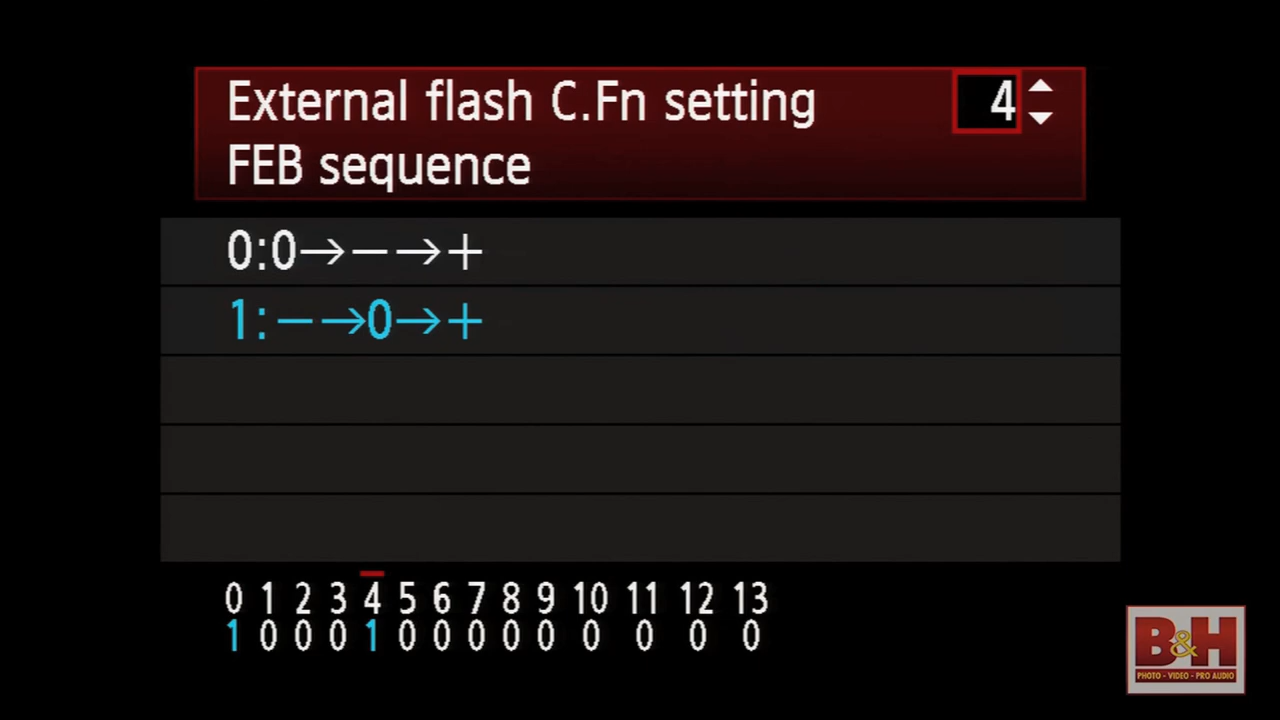 External flash C.Fn setting 4
FEB sequence
0:0→−→+
1:−→0→+
0 1 2 3 4 5 6 7 8 9 10 11 12 13
1 0 0 0 1 0 0 0 0 0 0 0 0 0
B&H
PHOTO - VIDEO - PRO AUDIO